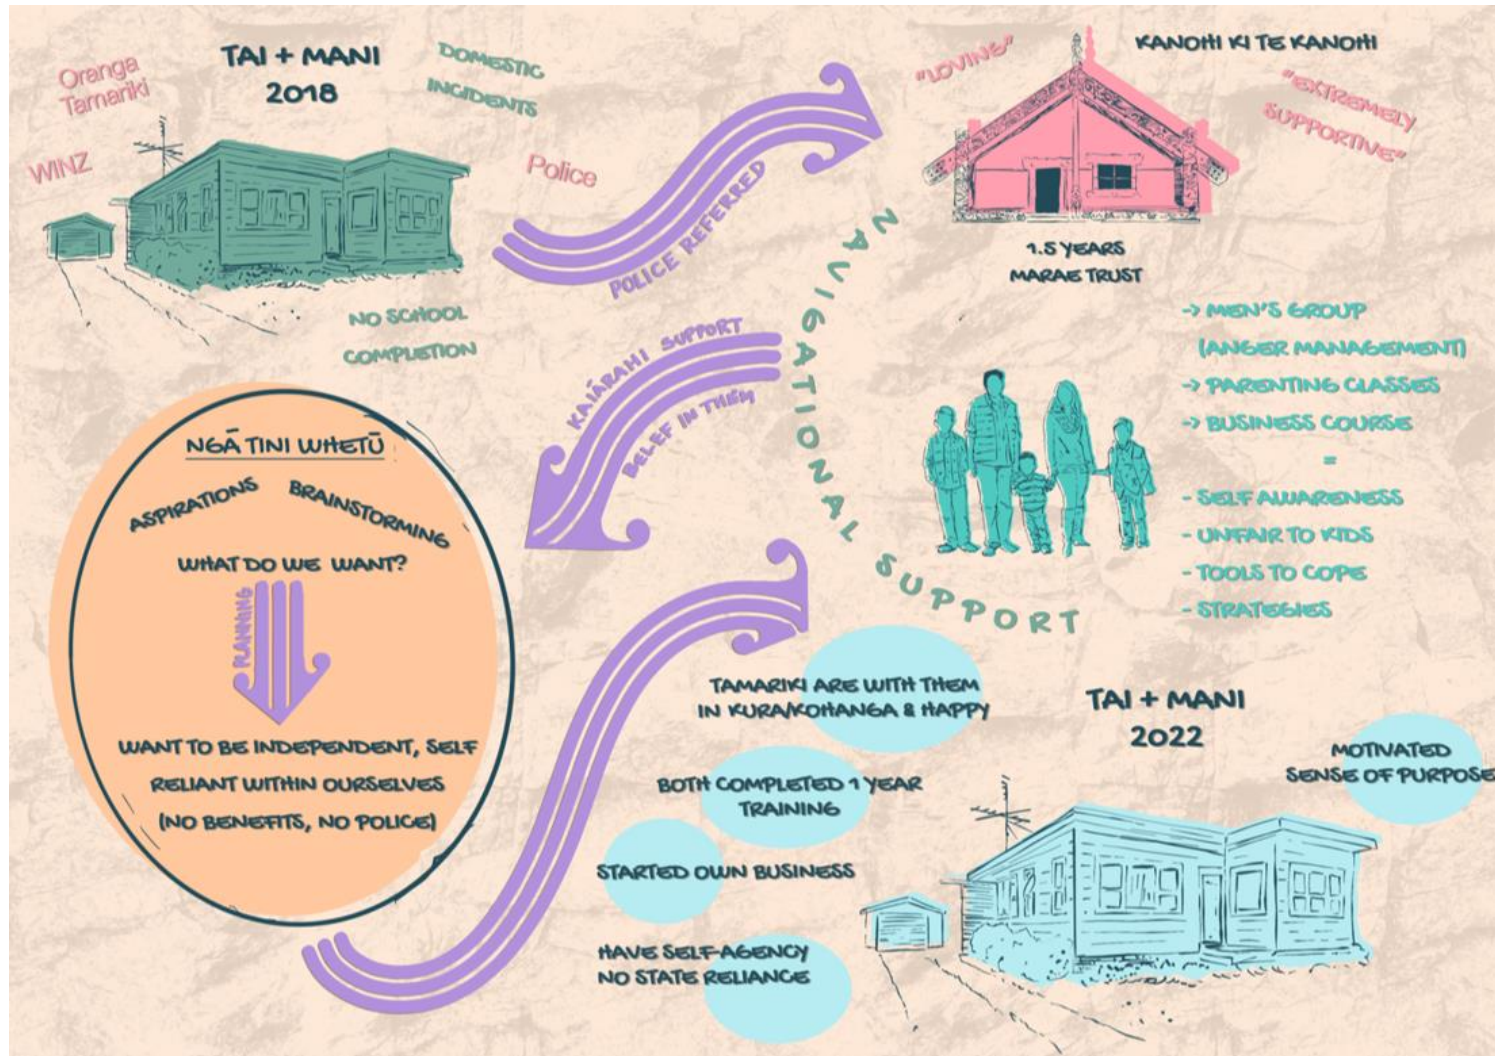 TAI + MANI
2018
Oranga
Tamariki
WINZ
DOMESTIC
INCIDENTS
Police
NO SCHOOL
COMPLETION
POLICE REFERRED
"LOVING"
KANOHI KI TE KANOHI
"EXTREMELY
SUPPORTIVE"
1.5 YEARS
MARAE TRUST
NAVIGATIONAL SUPPORT
-> MEN'S GROUP
(ANGER MANAGEMENT)
-> PARENTING CLASSES
-> BUSINESS COURSE
=
- SELF AWARENESS
- UNFAIR TO KIDS
- TOOLS TO COPE
- STRATEGIES
KAIĀRAHI SUPPORT
BELEF IN THEM
NGĀ TINI WHETŪ
ASPIRATIONS
BRAINSTORMING
WHAT DO WE WANT?
PLANNING
WANT TO BE INDEPENDENT, SELF
RELIANT WITHIN OURSELVES
(NO BENEFITS, NO POLICE)
TAMARIKI ARE WITH THEM
IN KURA/KOHANGA & HAPPY
BOTH COMPLETED 1 YEAR
TRAINING
STARTED OWN BUSINESS
HAVE SELF-AGENCY
NO STATE RELIANCE
TAI + MANI
2022
MOTIVATED
SENSE OF PURPOSE